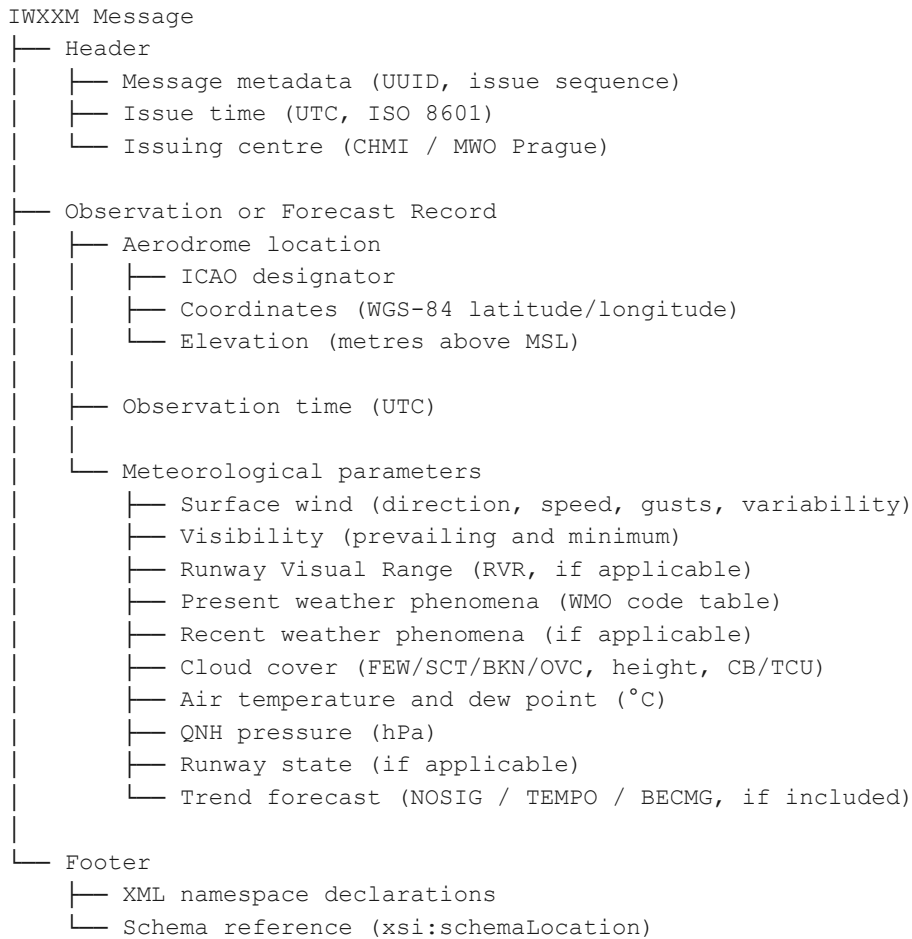 IWXXM Message
├── Header
│   ├── Message metadata (UUID, issue sequence)
│   ├── Issue time (UTC, ISO 8601)
│   └── Issuing centre (CHMI / MWO Prague)
│
├── Observation or Forecast Record
│   ├── Aerodrome location
│   │   ├── ICAO designator
│   │   ├── Coordinates (WGS-84 latitude/longitude)
│   │   └── Elevation (metres above MSL)
│   │
│   ├── Observation time (UTC)
│   │
│   └── Meteorological parameters
│       ├── Surface wind (direction, speed, gusts, variability)
│       ├── Visibility (prevailing and minimum)
│       ├── Runway Visual Range (RVR, if applicable)
│       ├── Present weather phenomena (WMO code table)
│       ├── Recent weather phenomena (if applicable)
│       ├── Cloud cover (FEW/SCT/BKN/OVC, height, CB/TCU)
│       ├── Air temperature and dew point (°C)
│       ├── QNH pressure (hPa)
│       ├── Runway state (if applicable)
│       └── Trend forecast (NOSIG / TEMPO / BECMG, if included)
│
└── Footer
    ├── XML namespace declarations
    └── Schema reference (xsi:schemaLocation)